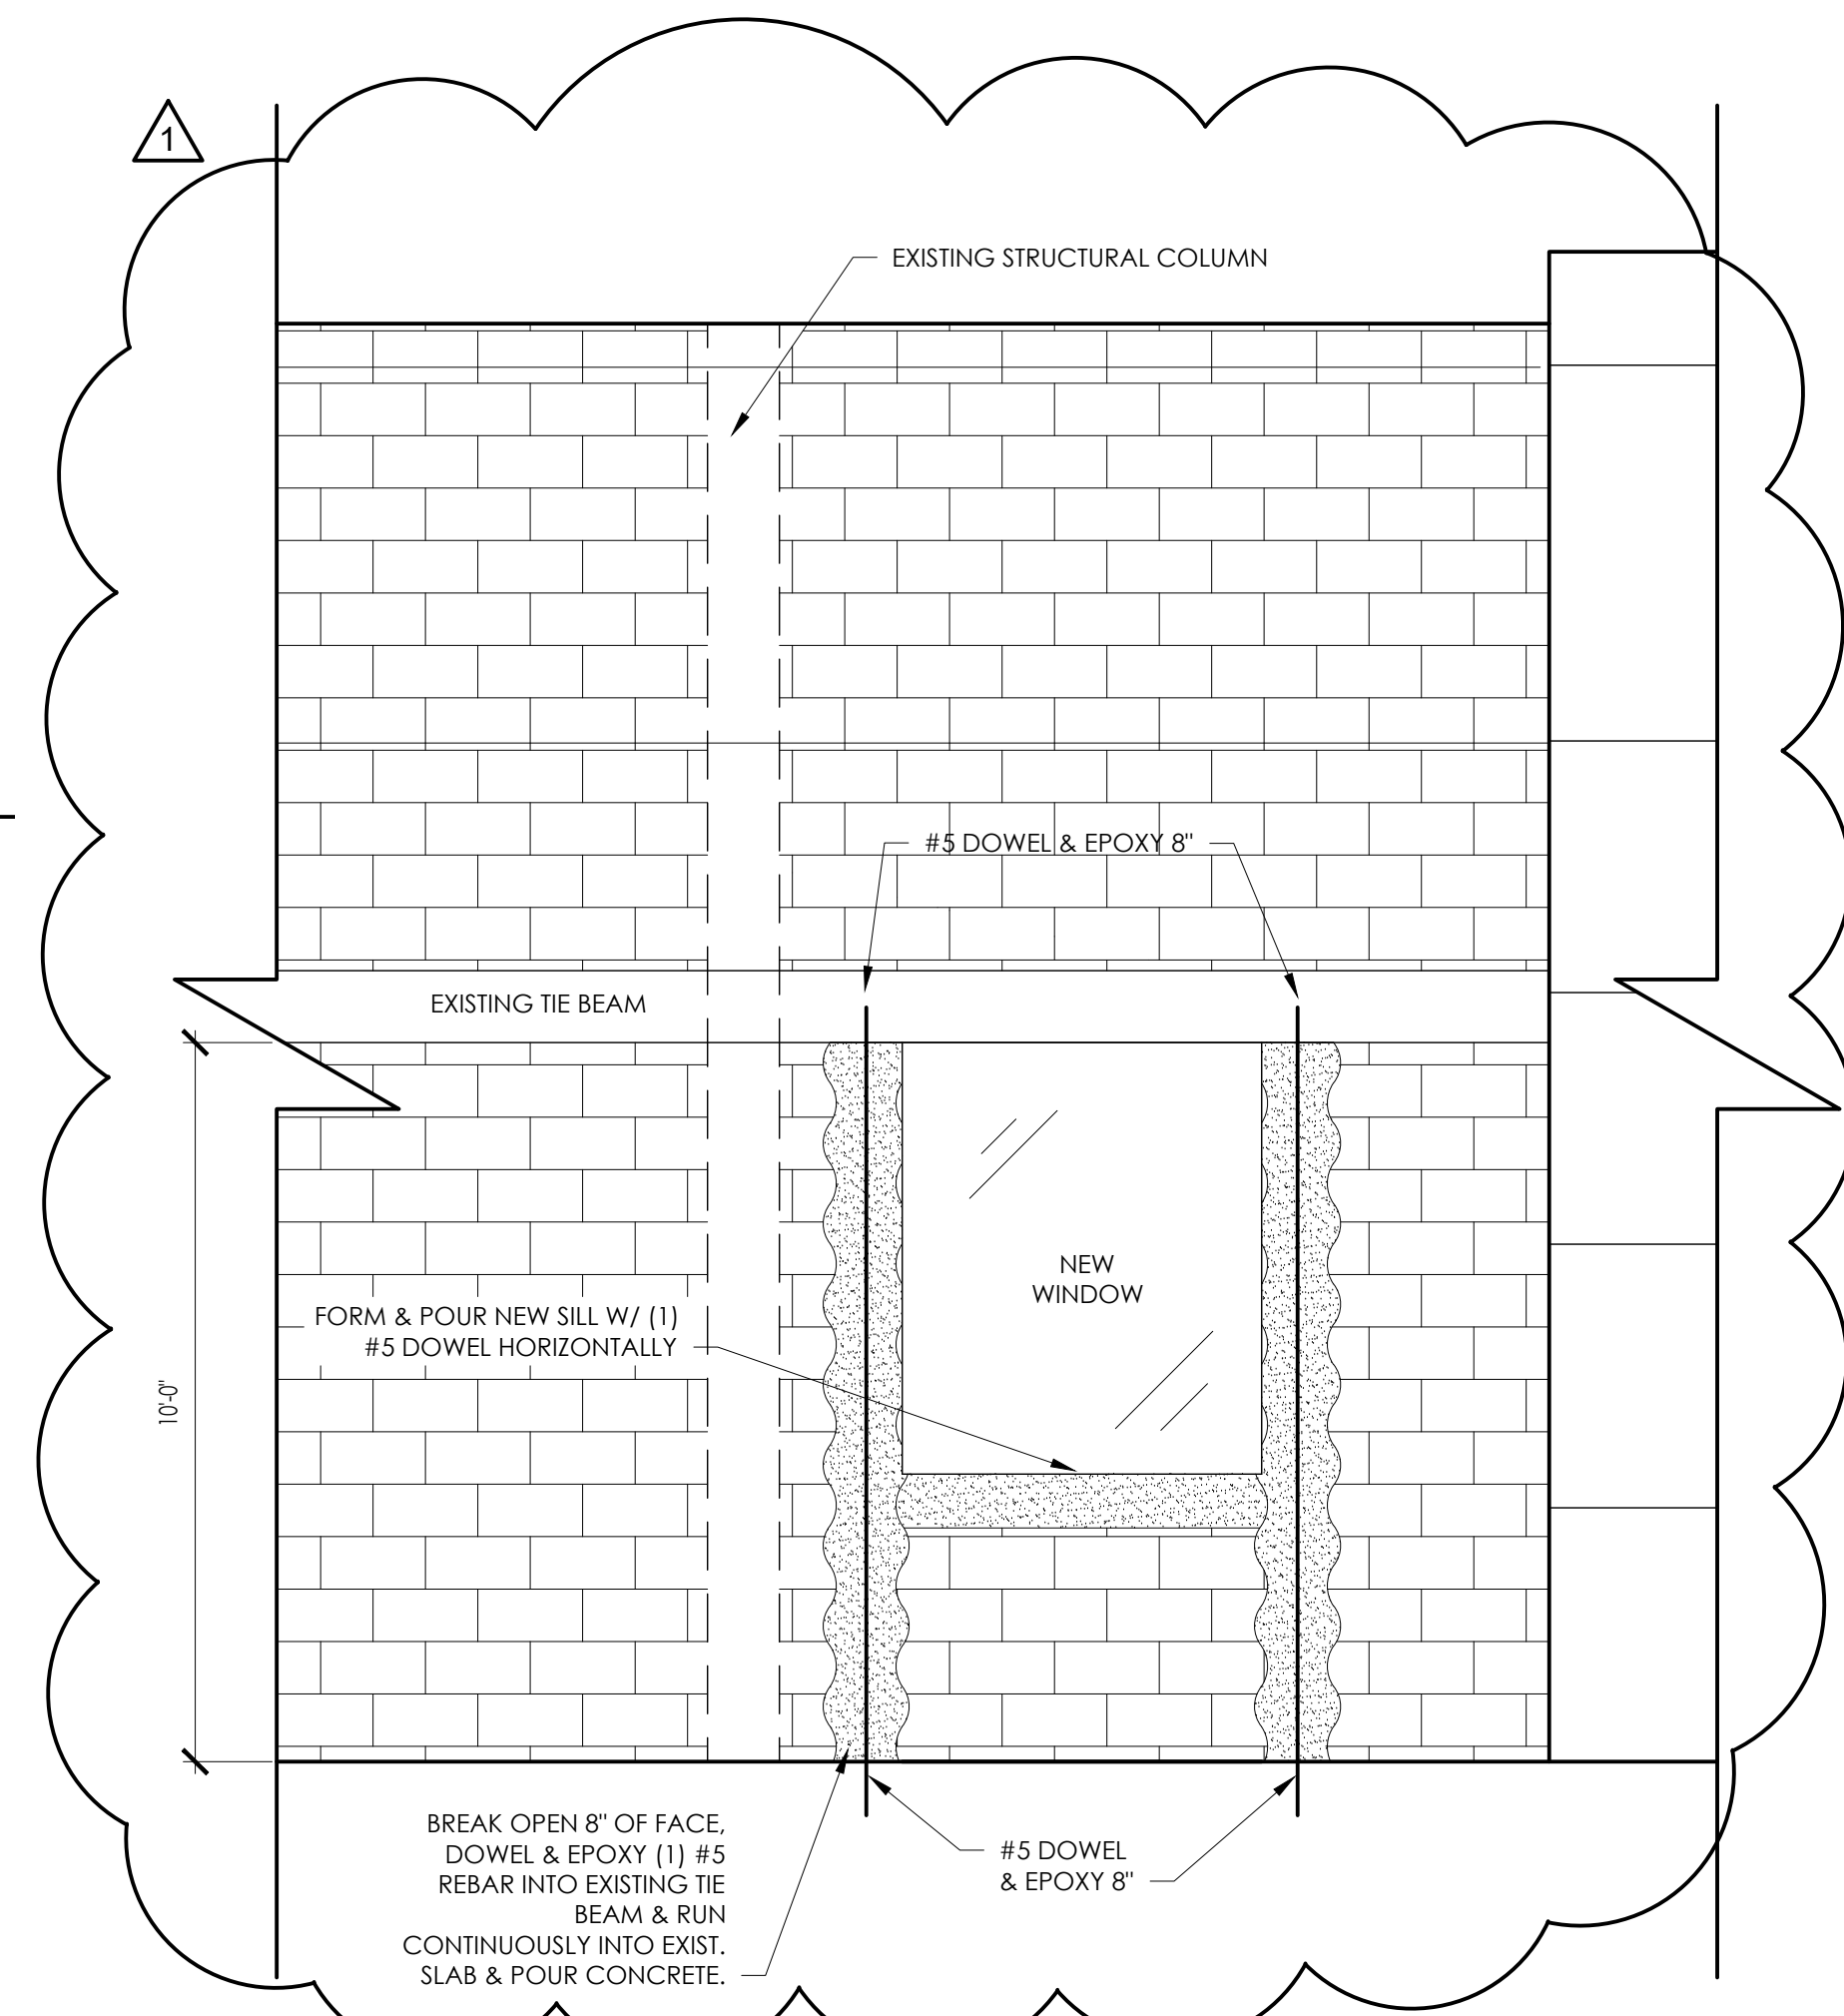 1
EXISTING STRUCTURAL COLUMN
#5 DOWEL & EPOXY 8"
EXISTING TIE BEAM
NEW
WINDOW
FORM & POUR NEW SILL W/ (1)
#5 DOWEL HORIZONTALLY
10'-0"
BREAK OPEN 8" OF FACE,
DOWEL & EPOXY (1) #5
REBAR INTO EXISTING TIE
BEAM & RUN
CONTINUOUSLY INTO EXIST.
SLAB & POUR CONCRETE.
#5 DOWEL
& EPOXY 8"